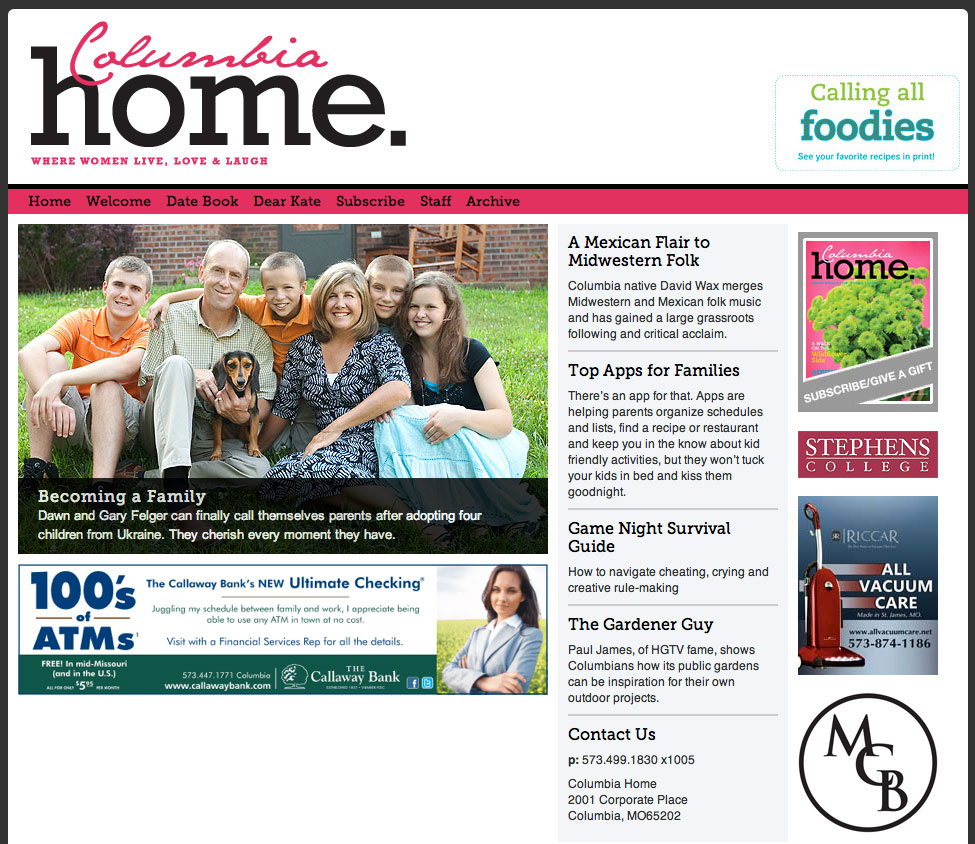 Columbia
home.
WHERE WOMEN LIVE, LOVE & LAUGH
Calling all
foodies
See your favorite recipes in print!
Home Welcome Date Book Dear Kate Subscribe Staff Archive
Becoming a Family
Dawn and Gary Felger can finally call themselves parents after adopting four
children from Ukraine. They cherish every moment they have.
100's
of
ATMs
FREE! In mid-Missouri
(and in the U.S.)
ALL FOR ONLY $5.95 PER MONTH
The Callaway Bank's NEW Ultimate Checking®
Juggling my schedule between family and work, I appreciate being
able to use any ATM in town at no cost.
Visit with a Financial Services Rep for all the details.
573.447.1771 Columbia
www.callawaybank.com
THE
Callaway Bank
ESTABLISHED 1857 • MEMBER FDIC
A Mexican Flair to
Midwestern Folk
Columbia native David Wax merges
Midwestern and Mexican folk music
and has gained a large grassroots
following and critical acclaim.
Top Apps for Families
There's an app for that. Apps are
helping parents organize schedules
and lists, find a recipe or restaurant
and keep you in the know about kid
friendly activities, but they won't tuck
your kids in bed and kiss them
goodnight.
Game Night Survival
Guide
How to navigate cheating, crying and
creative rule-making
The Gardener Guy
Paul James, of HGTV fame, shows
Columbians how its public gardens
can be inspiration for their own
outdoor projects.
Contact Us
p: 573.499.1830 x1005
Columbia Home
2001 Corporate Place
Columbia, MO65202
Columbia
home.
SUBSCRIBE/GIVE A GIFT
STEPHENS
COLLEGE
RICCAR
ALL
VACUUM
CARE
Made in St. James, MO.
www.allvacuumcare.net
573-874-1186
MCB